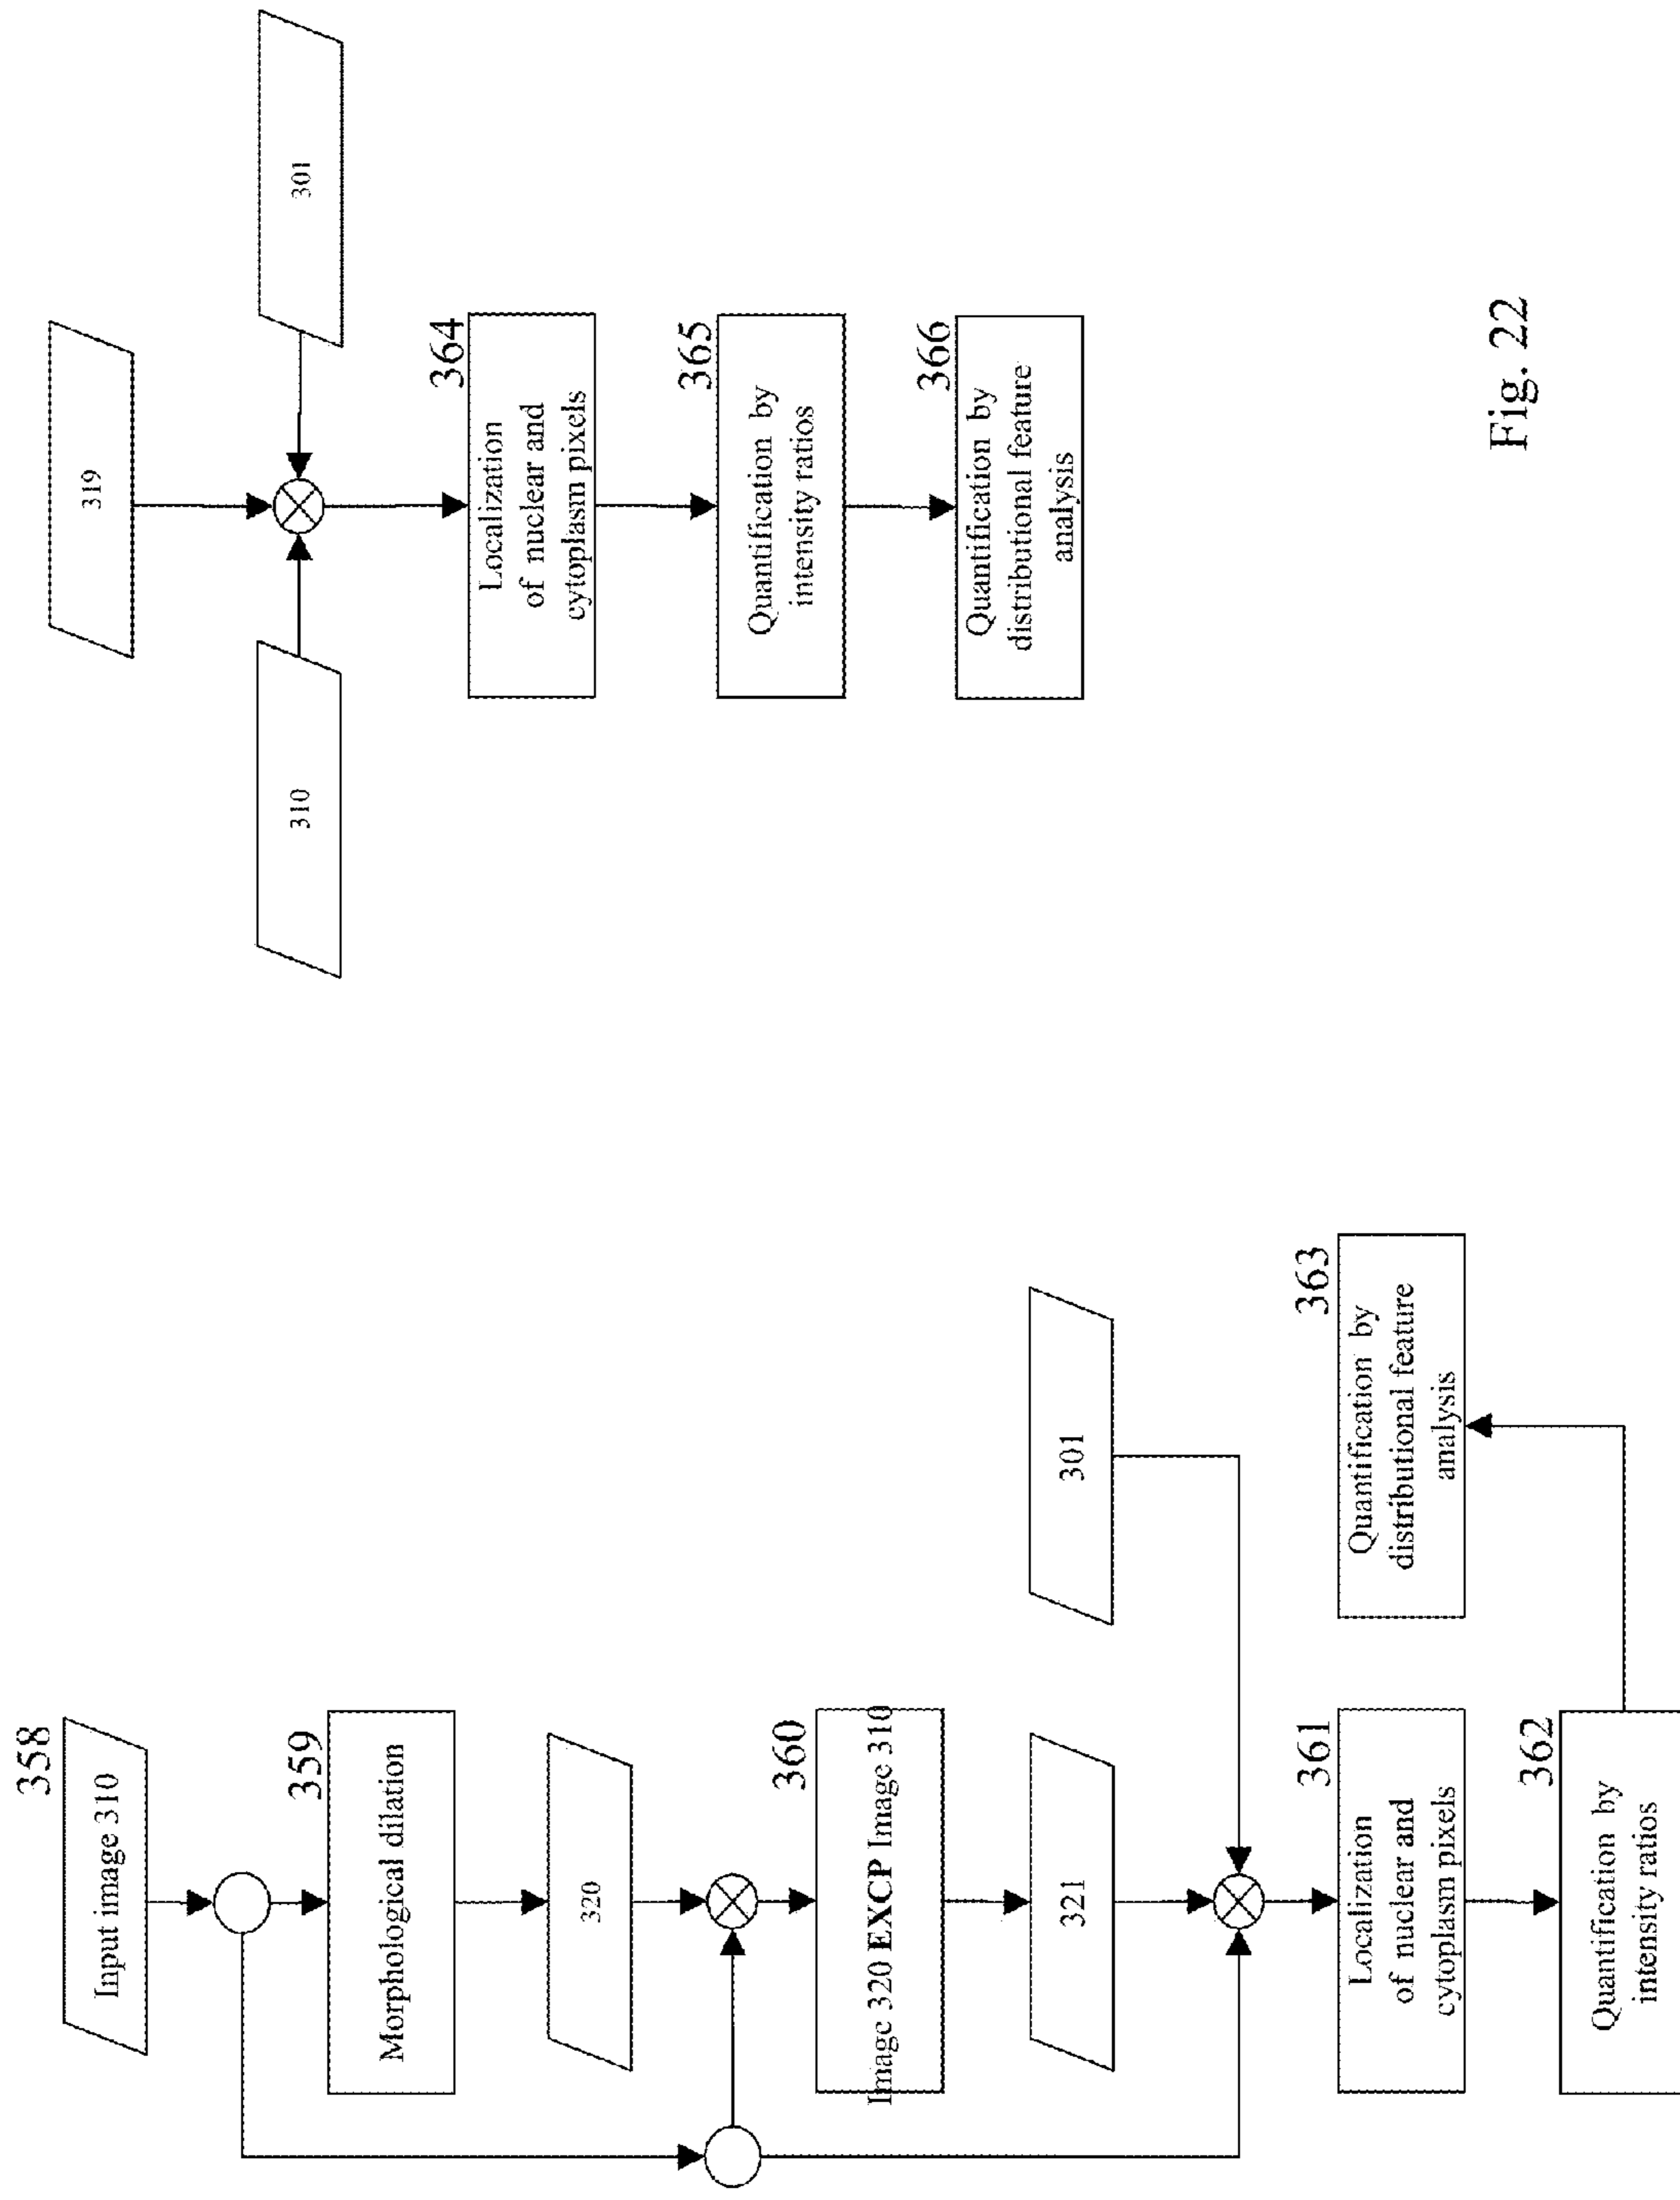 358
Input image 310
359
Morphological dilation
320
360
Image 320 EXCP Image 310
321
301
361
Localization
of nuclear and
cytoplasm pixels
362
Quantification by
intensity ratios
363
Quantification by
distributional feature
analysis
319
310
301
364
Localization
of nuclear and
cytoplasm pixels
365
Quantification by
intensity ratios
366
Quantification by
distributional feature
analysis
Fig. 22